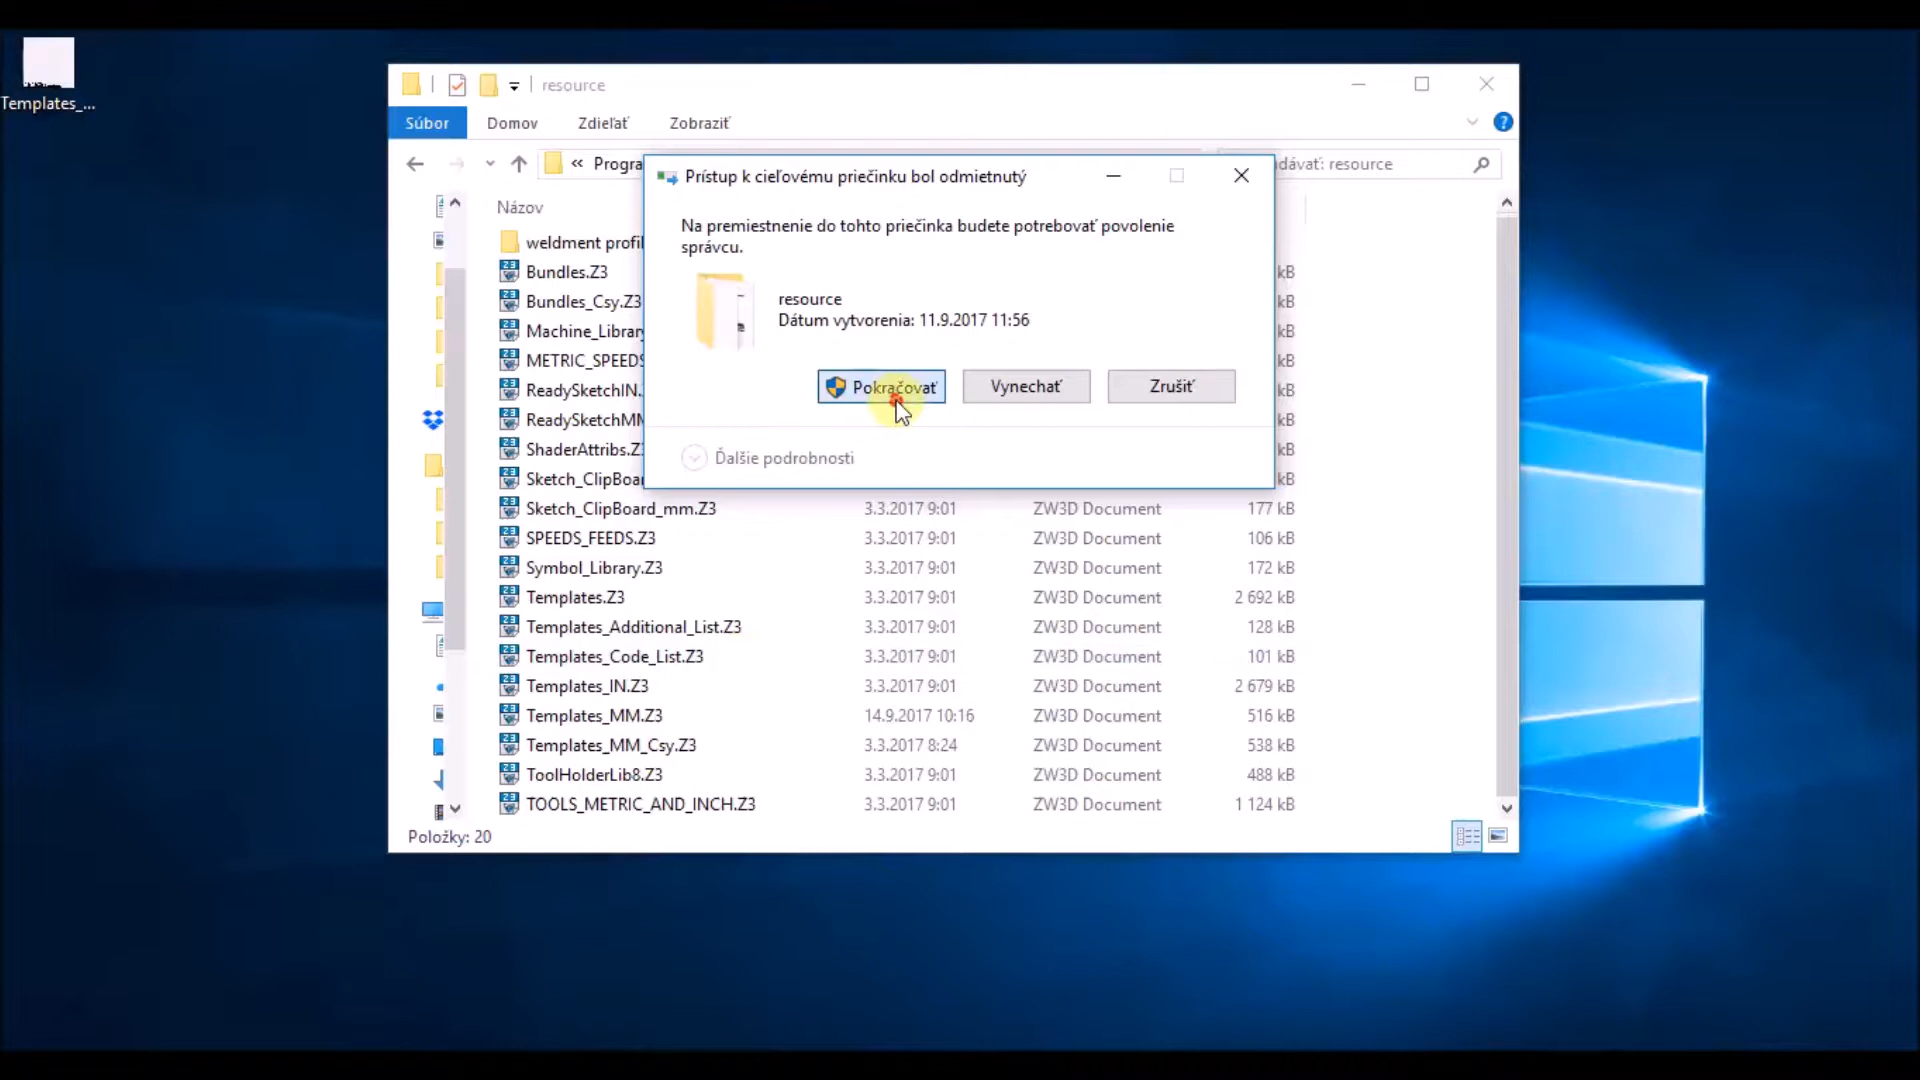 Templates_...
resource
Súbor
Domov
Zdieľať
Zobraziť
« Progra
dávať: resource
Prístup k cieľovému priečinku bol odmietnutý
Na premiestnenie do tohto priečinka budete potrebovať povolenie
správcu.
resource
Dátum vytvorenia: 11.9.2017 11:56
Pokračovať
Vynechať
Zrušiť
Ďalšie podrobnosti
Názov
weldment profil
Bundles.Z3 kB
Bundles_Csy.Z3 kB
Machine_Library kB
METRIC_SPEEDS kB
ReadySketchIN. kB
ReadySketchMM kB
ShaderAttribs.Z kB
Sketch_ClipBoar kB
Sketch_ClipBoard_mm.Z3 3.3.2017 9:01 ZW3D Document 177 kB
SPEEDS_FEEDS.Z3 3.3.2017 9:01 ZW3D Document 106 kB
Symbol_Library.Z3 3.3.2017 9:01 ZW3D Document 172 kB
Templates.Z3 3.3.2017 9:01 ZW3D Document 2 692 kB
Templates_Additional_List.Z3 3.3.2017 9:01 ZW3D Document 128 kB
Templates_Code_List.Z3 3.3.2017 9:01 ZW3D Document 101 kB
Templates_IN.Z3 3.3.2017 9:01 ZW3D Document 2 679 kB
Templates_MM.Z3 14.9.2017 10:16 ZW3D Document 516 kB
Templates_MM_Csy.Z3 3.3.2017 8:24 ZW3D Document 538 kB
ToolHolderLib8.Z3 3.3.2017 9:01 ZW3D Document 488 kB
TOOLS_METRIC_AND_INCH.Z3 3.3.2017 9:01 ZW3D Document 1 124 kB
Položky: 20